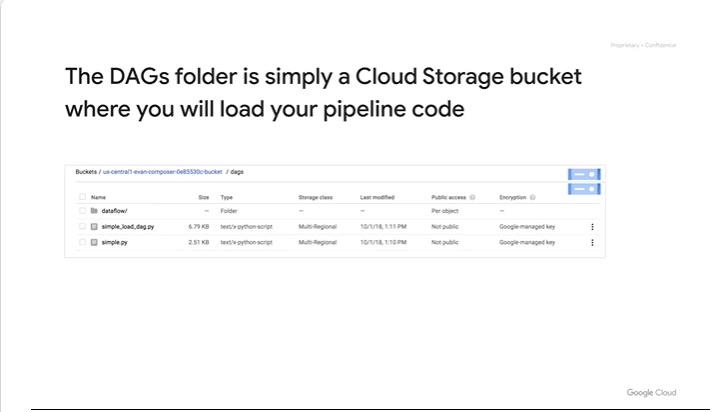 Proprietary + Confidential
The DAGs folder is simply a Cloud Storage bucket
where you will load your pipeline code
Buckets / us-central1-evan-composer-0e85530c-bucket / dags
Name Size Type Storage class Last modified Public access Encryption
dataflow/ — Folder — — Per object —
simple_load_dag.py 6.79 KB text/x-python-script Multi-Regional 10/1/18, 1:11 PM Not public Google-managed key
simple.py 2.51 KB text/x-python-script Multi-Regional 10/1/18, 1:10 PM Not public Google-managed key
Google Cloud